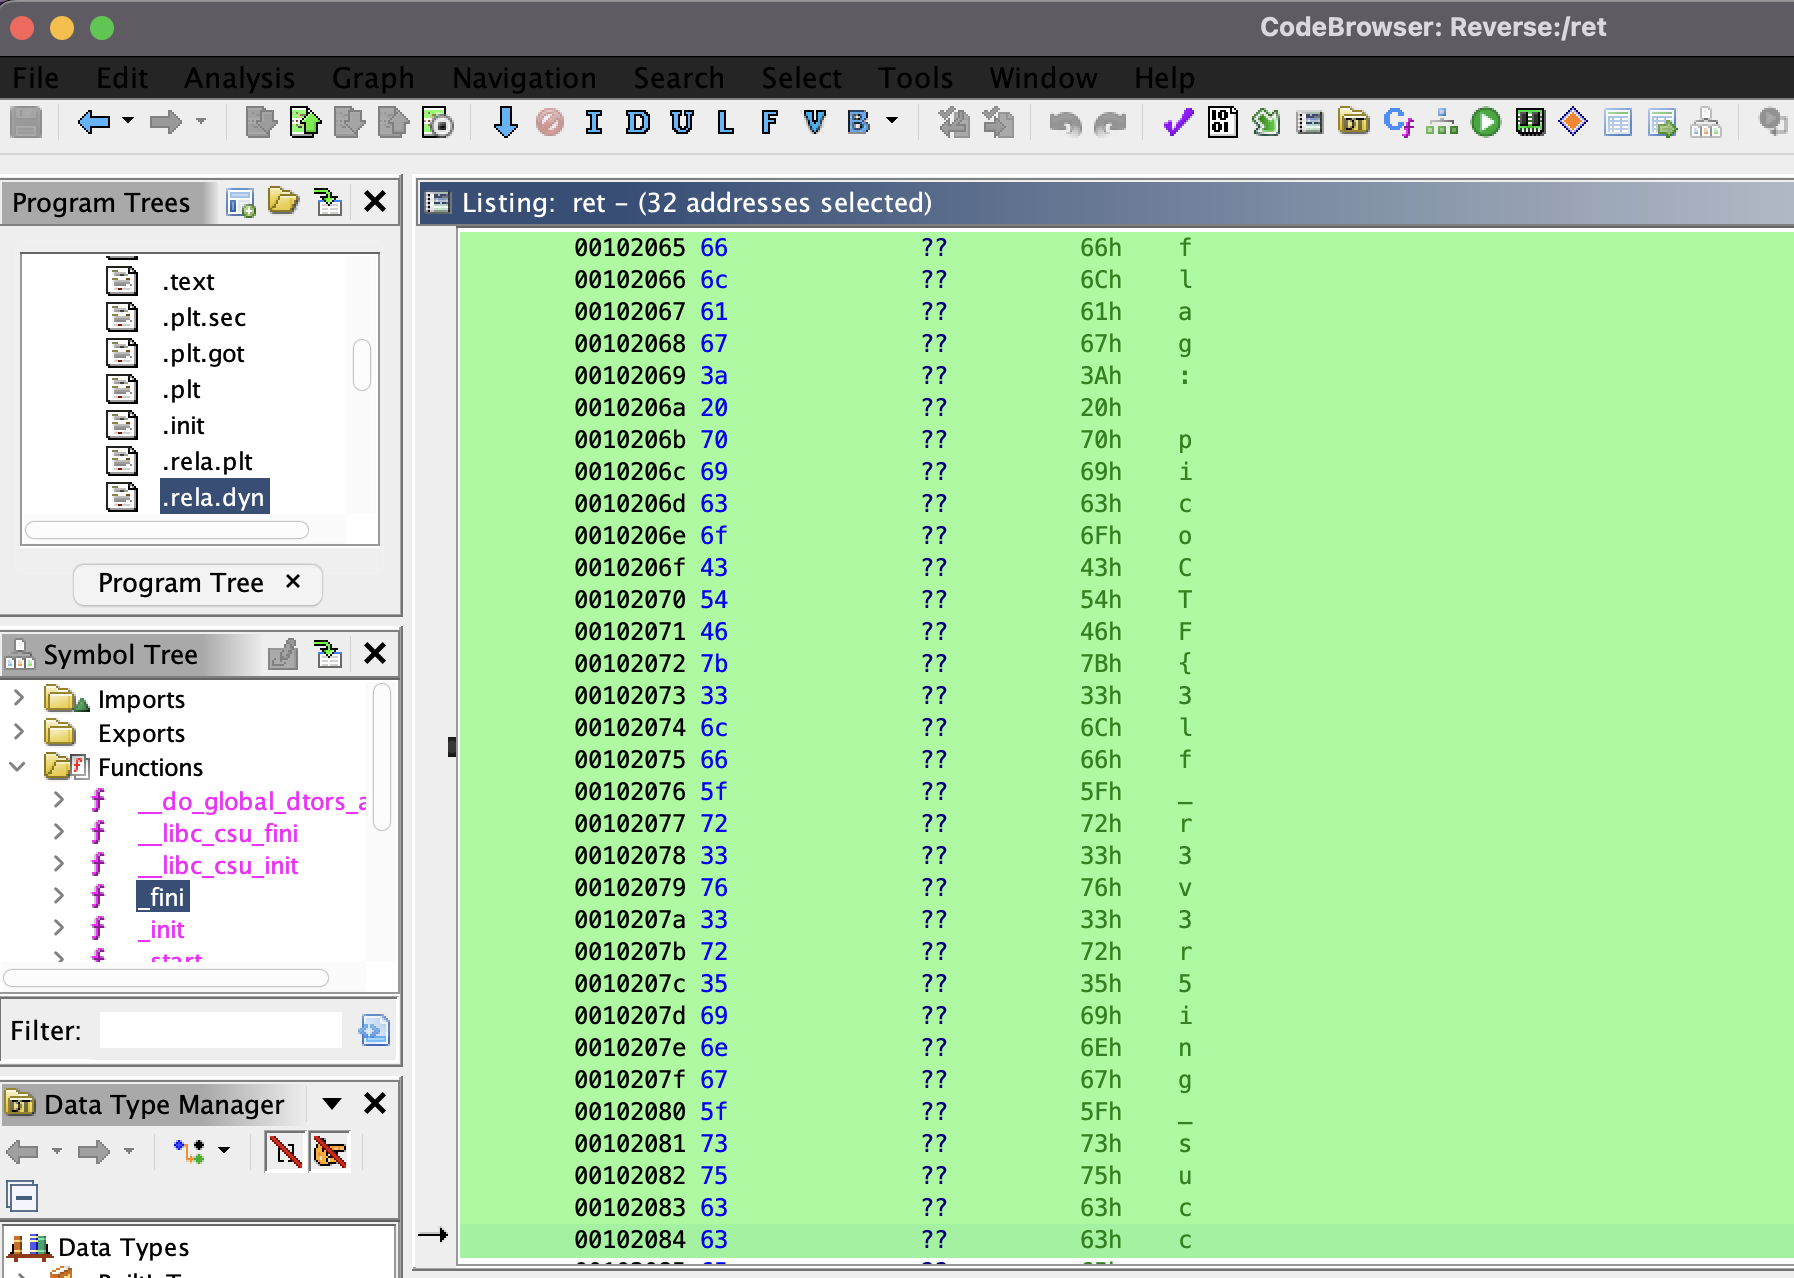 CodeBrowser: Reverse:/ret
File Edit Analysis Graph Navigation Search Select Tools Window Help
I D U L F V B
Program Trees
.text
.plt.sec
.plt.got
.plt
.init
.rela.plt
.rela.dyn
Program Tree ×
Symbol Tree
Imports
Exports
Functions
__do_global_dtors_a
__libc_csu_fini
__libc_csu_init
_fini
_init
_start
Filter:
Data Type Manager
Data Types
Listing: ret – (32 addresses selected)
00102065 66 ?? 66h f
00102066 6c ?? 6Ch l
00102067 61 ?? 61h a
00102068 67 ?? 67h g
00102069 3a ?? 3Ah :
0010206a 20 ?? 20h
0010206b 70 ?? 70h p
0010206c 69 ?? 69h i
0010206d 63 ?? 63h c
0010206e 6f ?? 6Fh o
0010206f 43 ?? 43h C
00102070 54 ?? 54h T
00102071 46 ?? 46h F
00102072 7b ?? 7Bh {
00102073 33 ?? 33h 3
00102074 6c ?? 6Ch l
00102075 66 ?? 66h f
00102076 5f ?? 5Fh _
00102077 72 ?? 72h r
00102078 33 ?? 33h 3
00102079 76 ?? 76h v
0010207a 33 ?? 33h 3
0010207b 72 ?? 72h r
0010207c 35 ?? 35h 5
0010207d 69 ?? 69h i
0010207e 6e ?? 6Eh n
0010207f 67 ?? 67h g
00102080 5f ?? 5Fh _
00102081 73 ?? 73h s
00102082 75 ?? 75h u
00102083 63 ?? 63h c
00102084 63 ?? 63h c